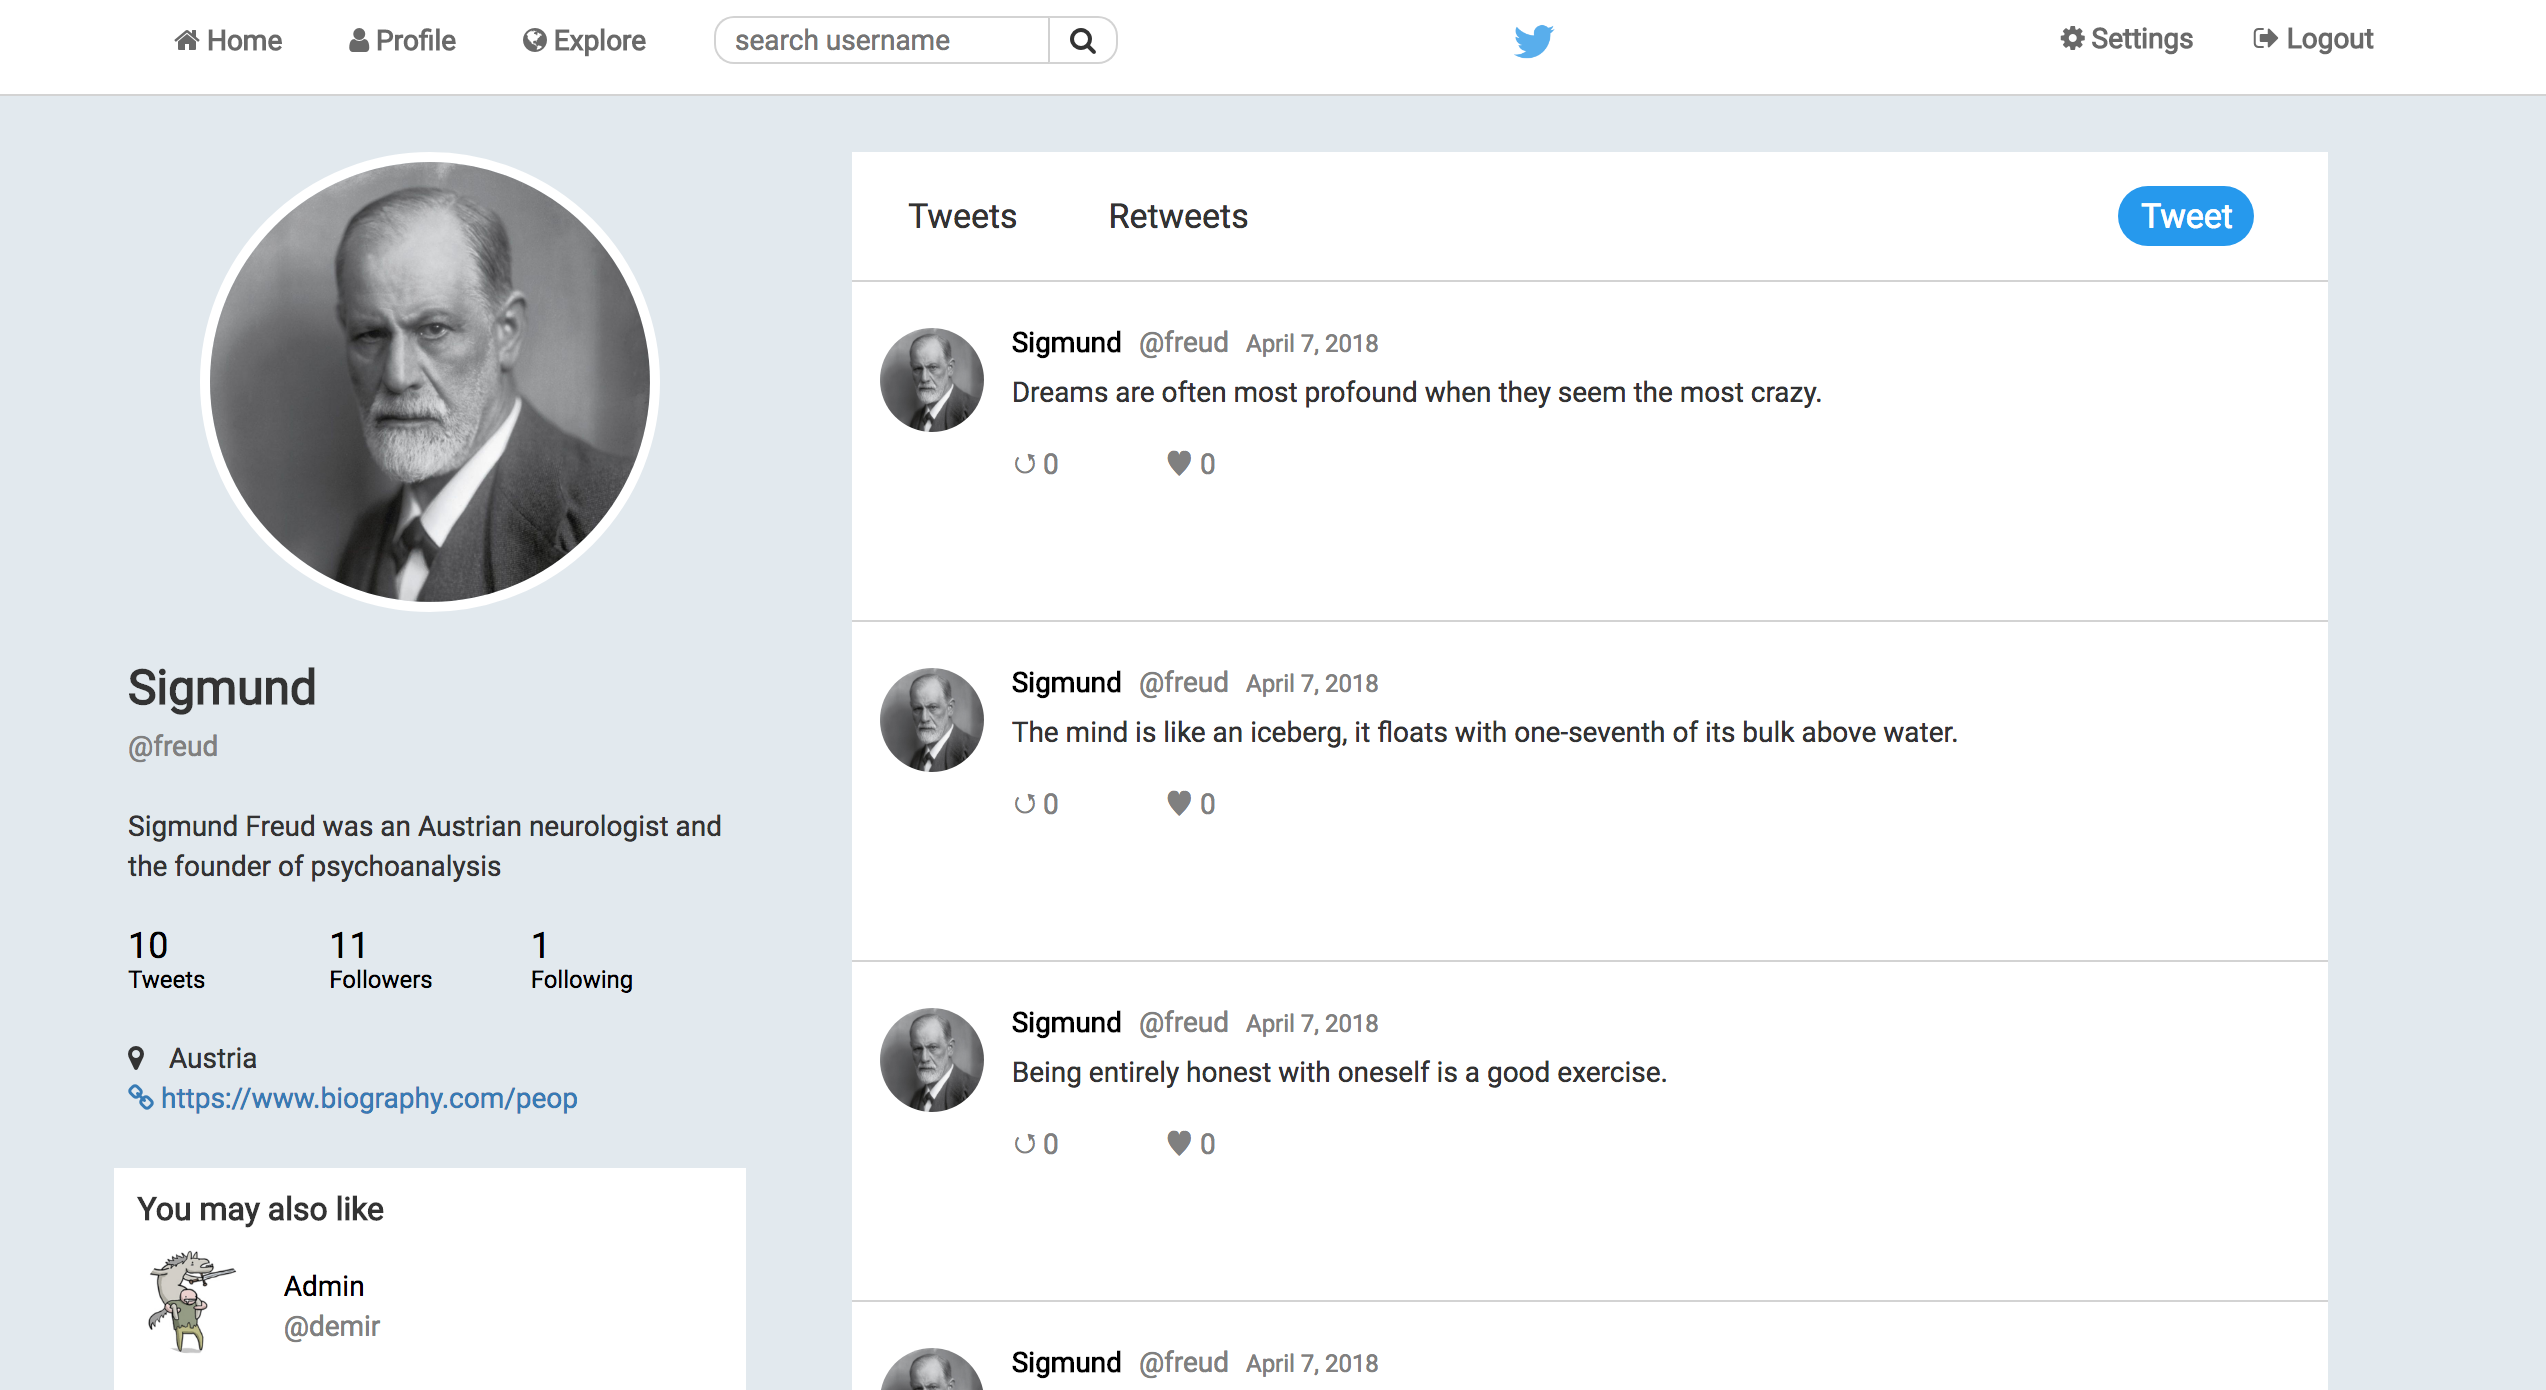 Home Profile Explore search username Settings Logout
Sigmund
@freud
Sigmund Freud was an Austrian neurologist and
the founder of psychoanalysis
10 11 1
Tweets Followers Following
Austria
https://www.biography.com/peop
You may also like
Admin
@demir
Tweets Retweets Tweet
Sigmund @freud April 7, 2018
Dreams are often most profound when they seem the most crazy.
0 0
Sigmund @freud April 7, 2018
The mind is like an iceberg, it floats with one-seventh of its bulk above water.
0 0
Sigmund @freud April 7, 2018
Being entirely honest with oneself is a good exercise.
0 0
Sigmund @freud April 7, 2018